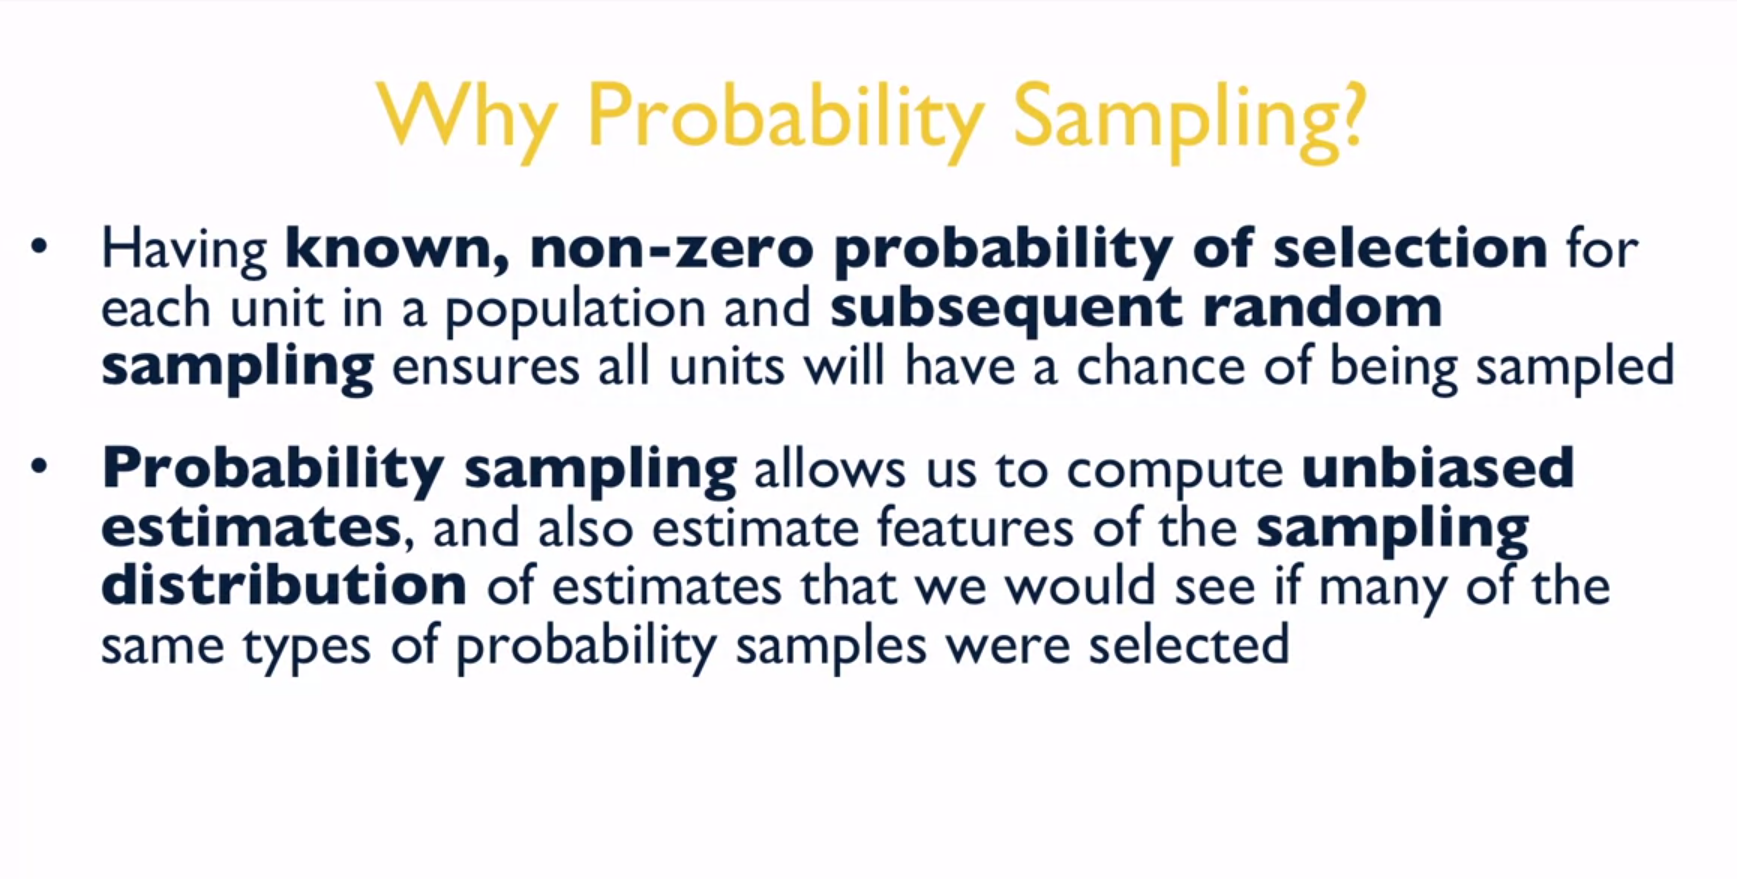 Why Probability Sampling?
• Having known, non-zero probability of selection for
each unit in a population and subsequent random
sampling ensures all units will have a chance of being sampled
• Probability sampling allows us to compute unbiased
estimates, and also estimate features of the sampling
distribution of estimates that we would see if many of the
same types of probability samples were selected